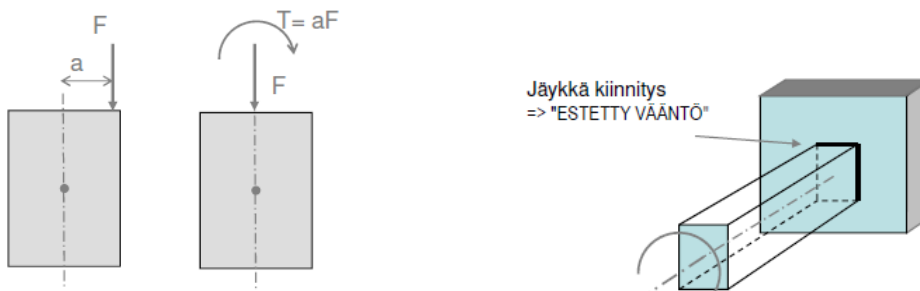 F
a
T= aF
F
Jäykkä kiinnitys
=> "ESTETTY VÄÄNTÖ"